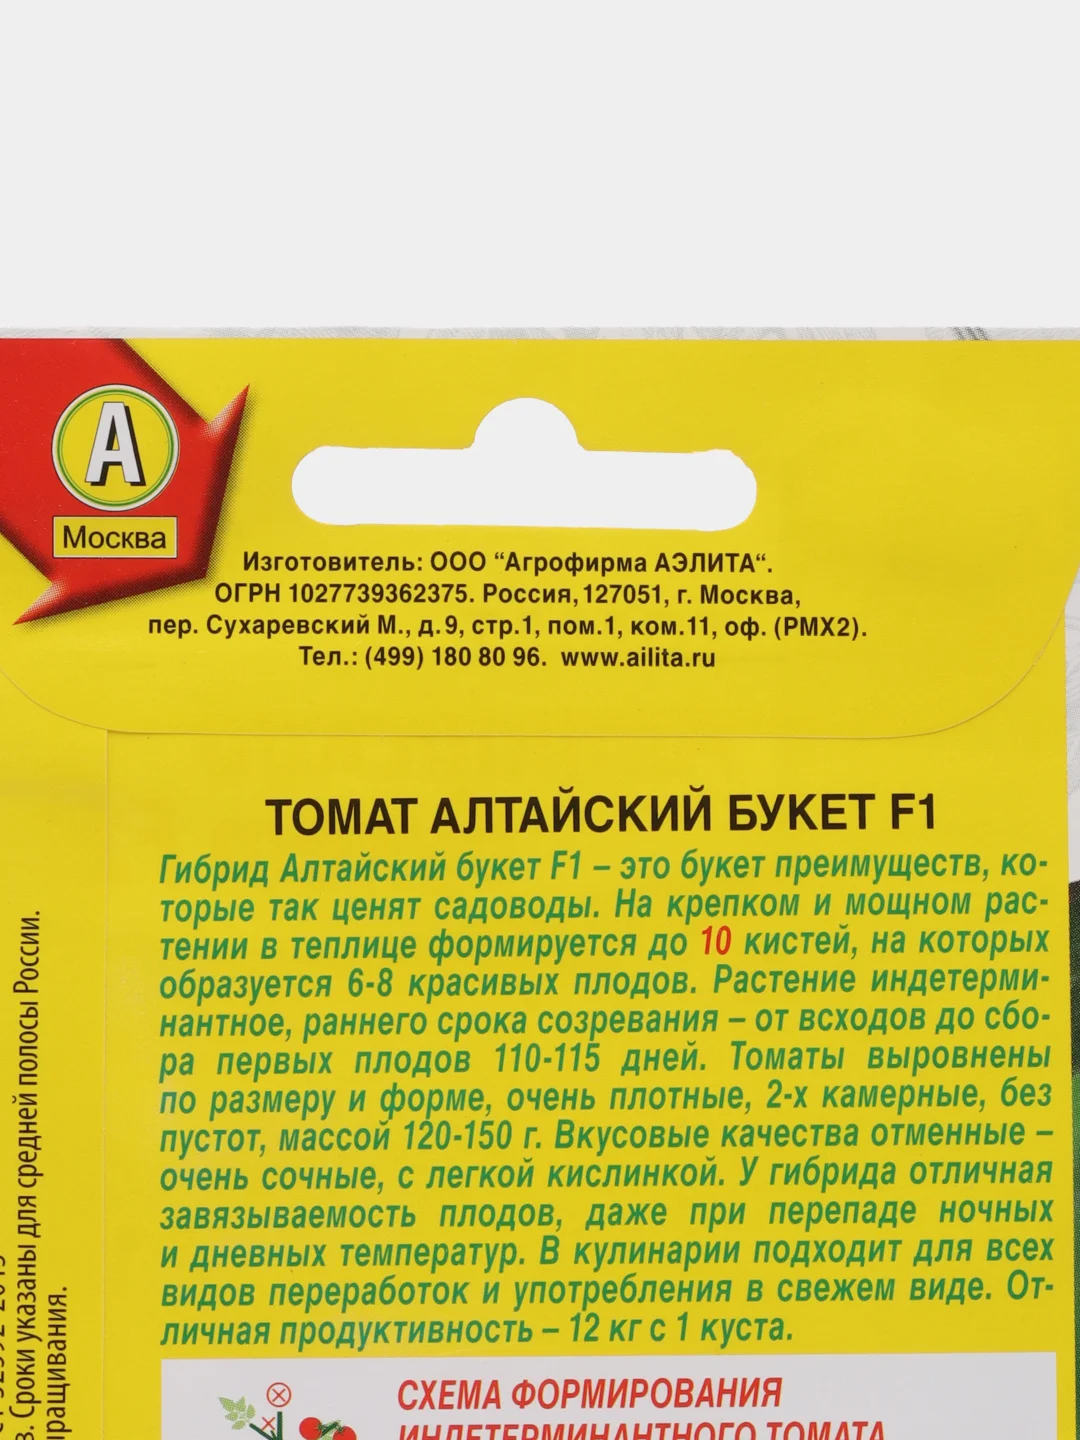 А
Москва
Изготовитель: ООО “Агрофирма АЭЛИТА“.
ОГРН 1027739362375. Россия, 127051, г. Москва,
пер. Сухаревский М., д.9, стр.1, пом.1, ком.11, оф. (РМХ2).
Тел.: (499) 180 80 96. www.ailita.ru
ТОМАТ АЛТАЙСКИЙ БУКЕТ F1
Гибрид Алтайский букет F1 – это букет преимуществ, ко-
торые так ценят садоводы. На крепком и мощном рас-
тении в теплице формируется до 10 кистей, на которых
образуется 6-8 красивых плодов. Растение индетерми-
нантное, раннего срока созревания – от всходов до сбо-
ра первых плодов 110-115 дней. Томаты выровнены
по размеру и форме, очень плотные, 2-х камерные, без
пустот, массой 120-150 г. Вкусовые качества отменные –
очень сочные, с легкой кислинкой. У гибрида отличная
завязываемость плодов, даже при перепаде ночных
и дневных температур. В кулинарии подходит для всех
видов переработок и употребления в свежем виде. От-
личная продуктивность – 12 кг с 1 куста.
СХЕМА ФОРМИРОВАНИЯ
ИНДЕТЕРМИНАНТНОГО ТОМАТА
в. Сроки указаны для средней полосы России.
ращивания.